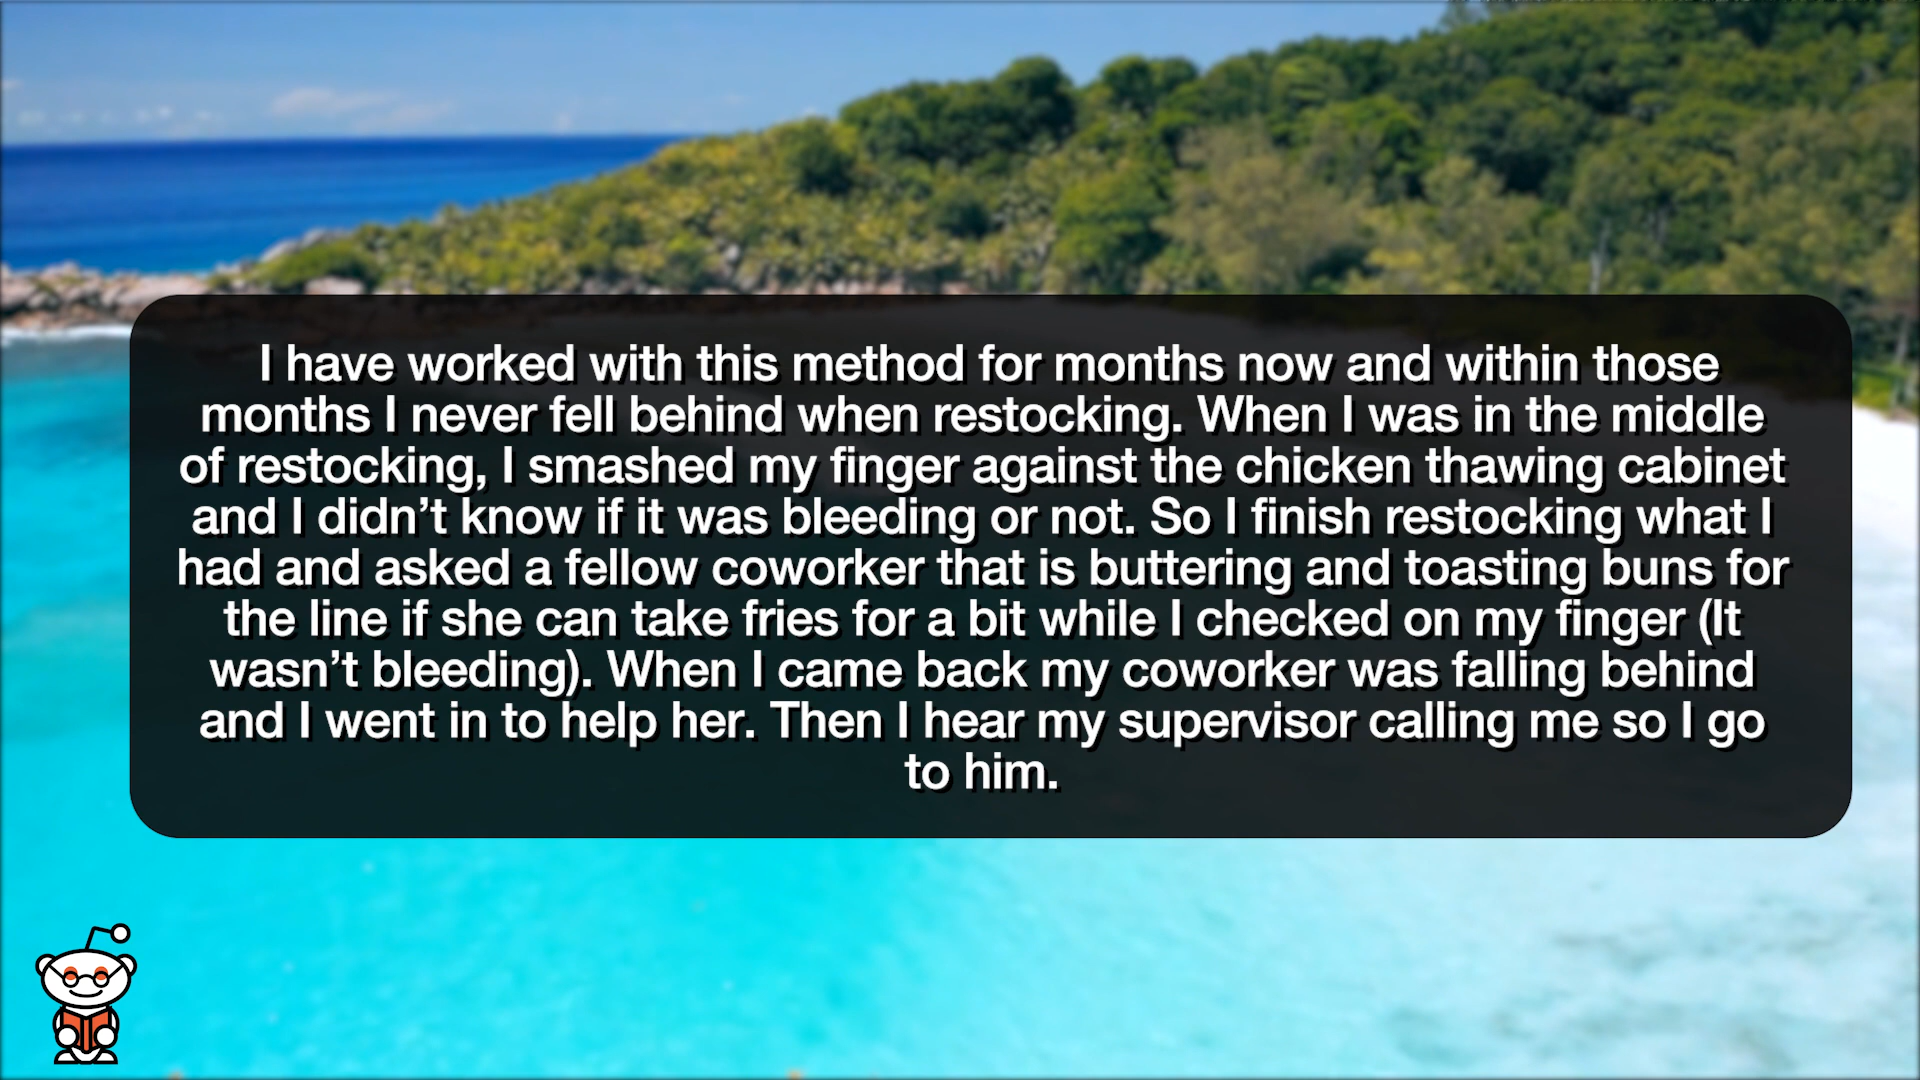 I have worked with this method for months now and within those
months I never fell behind when restocking. When I was in the middle
of restocking, I smashed my finger against the chicken thawing cabinet
and I didn’t know if it was bleeding or not. So I finish restocking what I
had and asked a fellow coworker that is buttering and toasting buns for
the line if she can take fries for a bit while I checked on my finger (It
wasn’t bleeding). When I came back my coworker was falling behind
and I went in to help her. Then I hear my supervisor calling me so I go
to him.